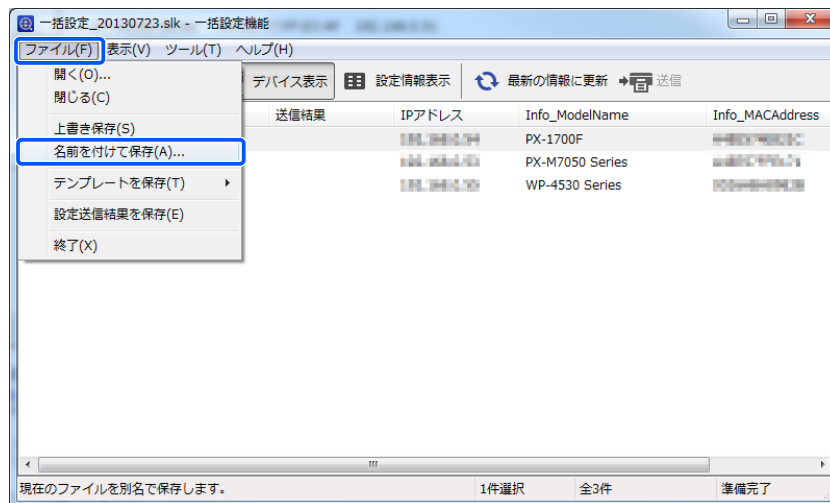 一括設定_20130723.slk - 一括設定機能
ファイル(F) 表示(V) ツール(T) ヘルプ(H)
開く(O)...
閉じる(C)
上書き保存(S)
名前を付けて保存(A)...
テンプレートを保存(T)
設定送信結果を保存(E)
終了(X)
デバイス表示 設定情報表示 最新の情報に更新 送信
送信結果 IPアドレス Info_ModelName Info_MACAddress
PX-1700F
PX-M7050 Series
WP-4530 Series
現在のファイルを別名で保存します。 1件選択 全3件 準備完了